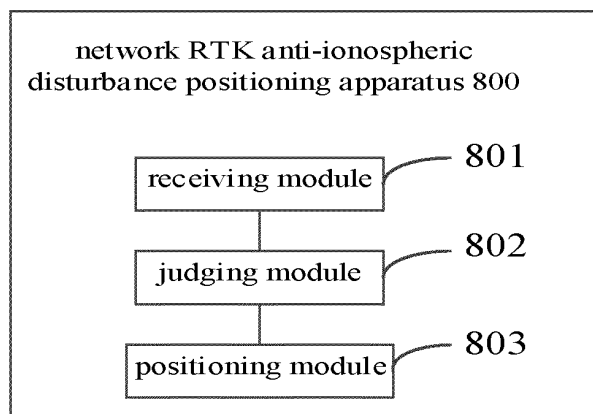 network RTK anti-ionospheric
disturbance positioning apparatus 800
receiving module
801
judging module
802
positioning module
803